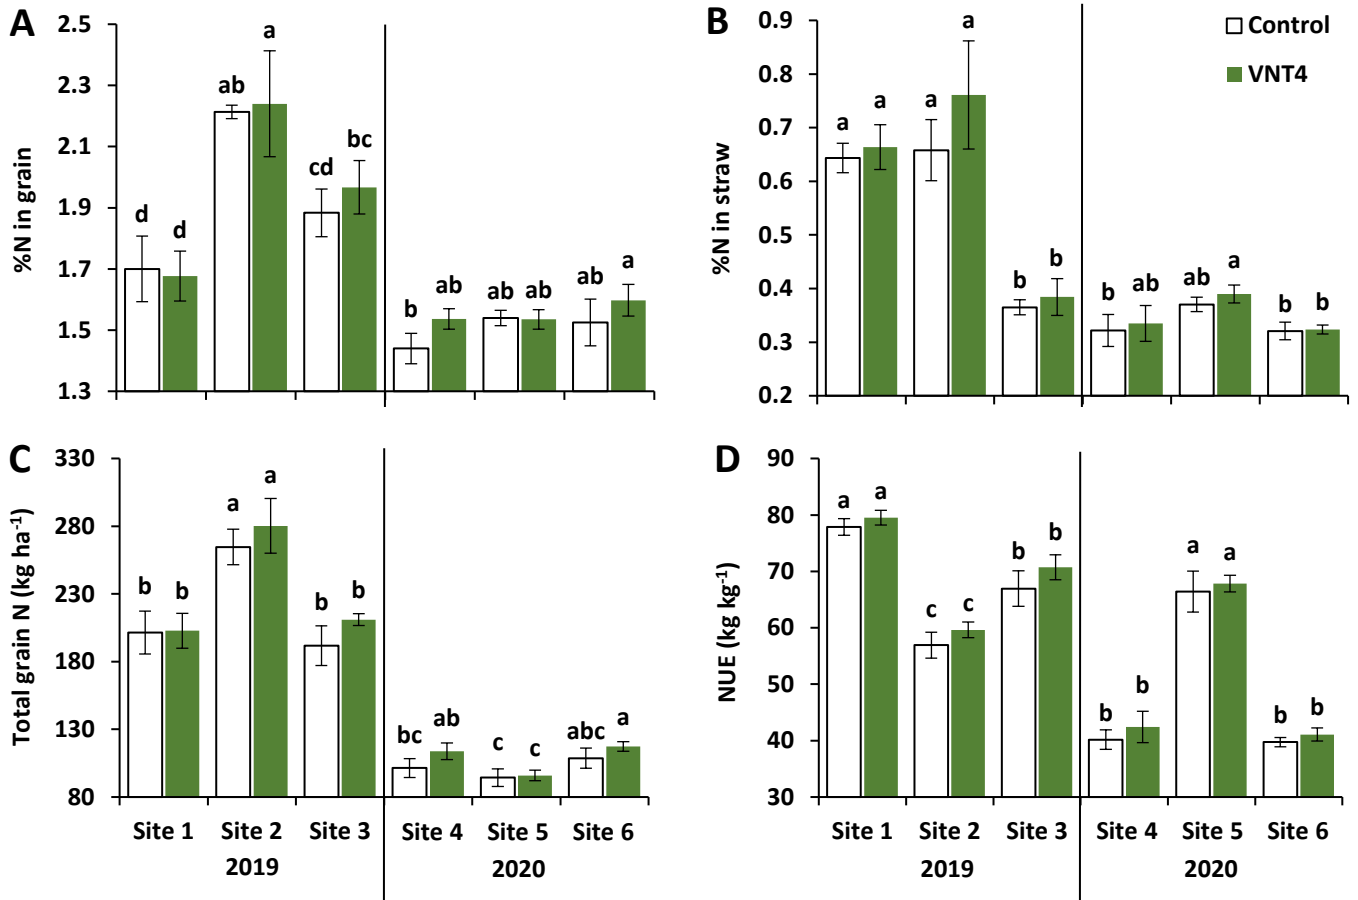 A
%N in grain
2.5
2.3
2.1
1.9
1.7
1.5
1.3
d d ab a cd bc b ab ab ab ab a
B
%N in straw
0.9
0.8
0.7
0.6
0.5
0.4
0.3
0.2
a a a a b b b ab ab a b b
Control
VNT4
C
Total grain N (kg ha⁻¹)
330
280
230
180
130
80
b b a a b b bc ab c c abc a
Site 1 Site 2 Site 3 Site 4 Site 5 Site 6
2019 2020
D
NUE (kg kg⁻¹)
90
80
70
60
50
40
30
a a c c b b b b a a b b
Site 1 Site 2 Site 3 Site 4 Site 5 Site 6
2019 2020